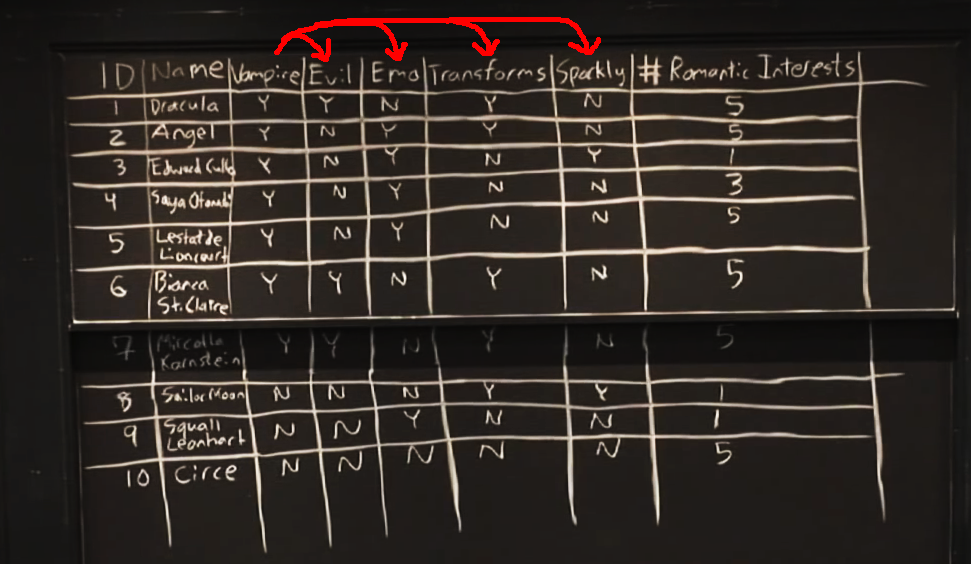 ID Name Vampire Evil Emo Transforms Sparkly # Romantic Interests
1 Dracula Y Y N Y N 5
2 Angel Y N Y Y N 5
3 Edward Cullen Y N Y N Y 1
4 Saya Otonashi Y N Y N N 3
5 Lestat de Y N Y N N 5
Lioncourt
6 Bianca Y Y N Y N 5
St. Claire
7 Mircalla Y Y N Y N 5
Karnstein
8 Sailor Moon N N N Y Y 1
9 Squall N N Y N N 1
Leonhart
10 Circe N N N N N 5